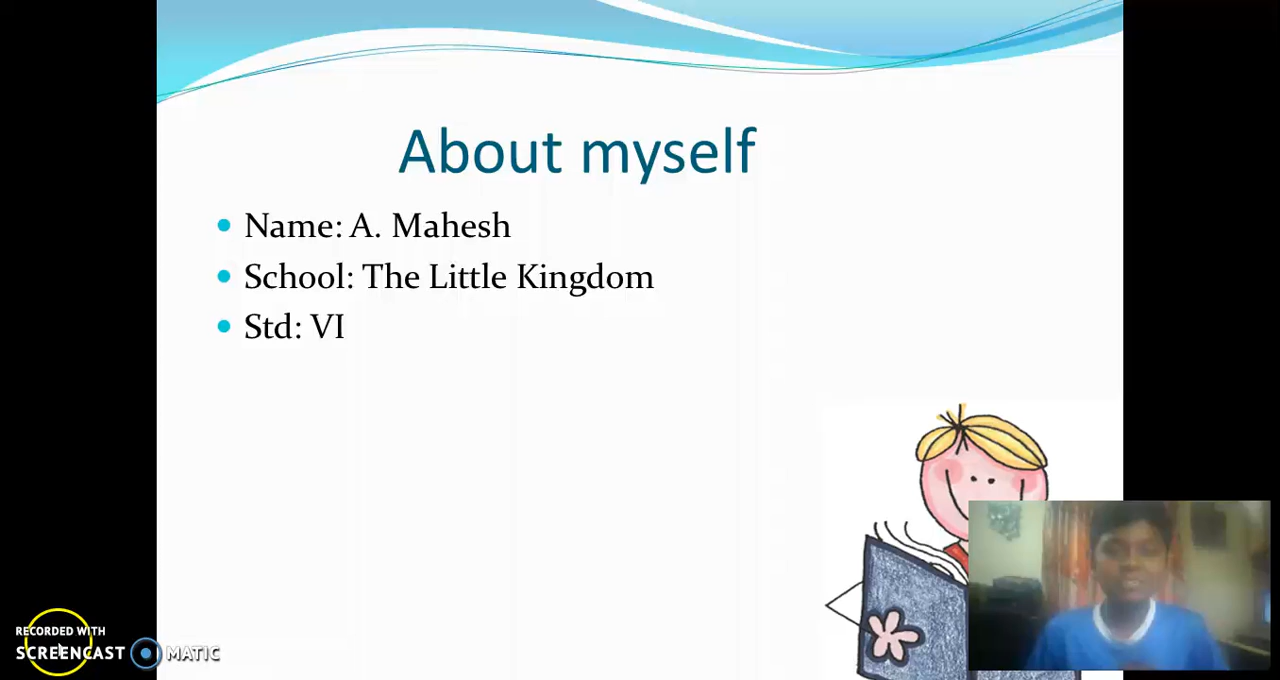 About myself
Name: A. Mahesh
School: The Little Kingdom
Std: VI
RECORDED WITH
SCREENCAST MATIC